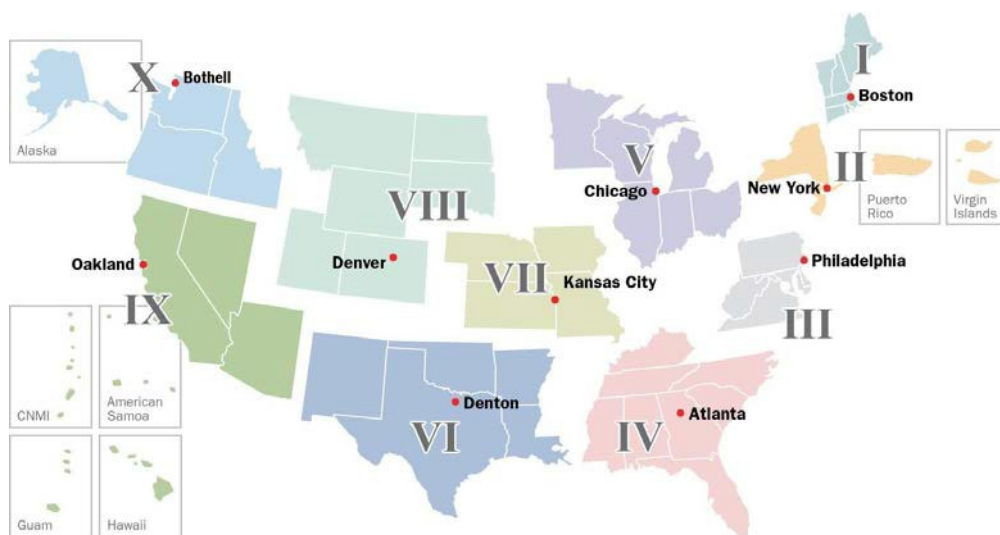 I
Boston
X
Bothell
Alaska
V
Chicago
II
New York
Puerto
Rico
Virgin
Islands
VIII
Denver
Oakland
VII
Kansas City
Philadelphia
III
IX
CNMI
American
Samoa
Denton
VI
Atlanta
IV
Guam
Hawaii